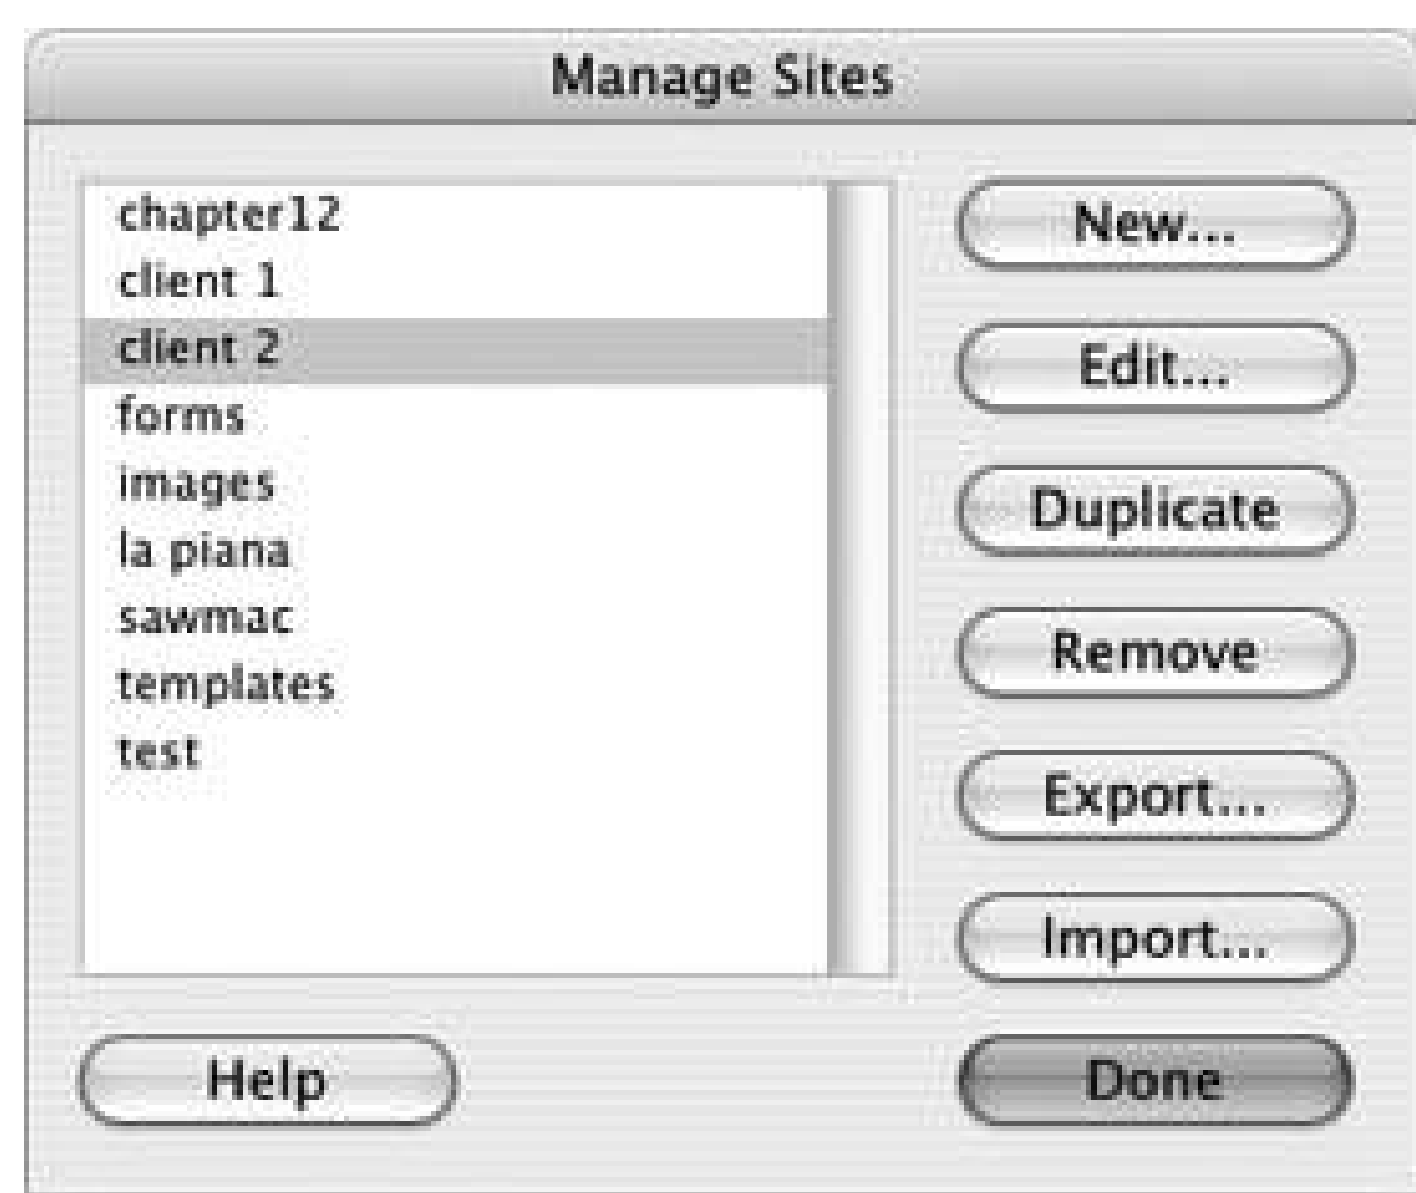 Manage Sites
chapter12
client 1
client 2
forms
images
la piana
sawmac
templates
test
New...
Edit...
Duplicate
Remove
Export...
Import...
Help
Done